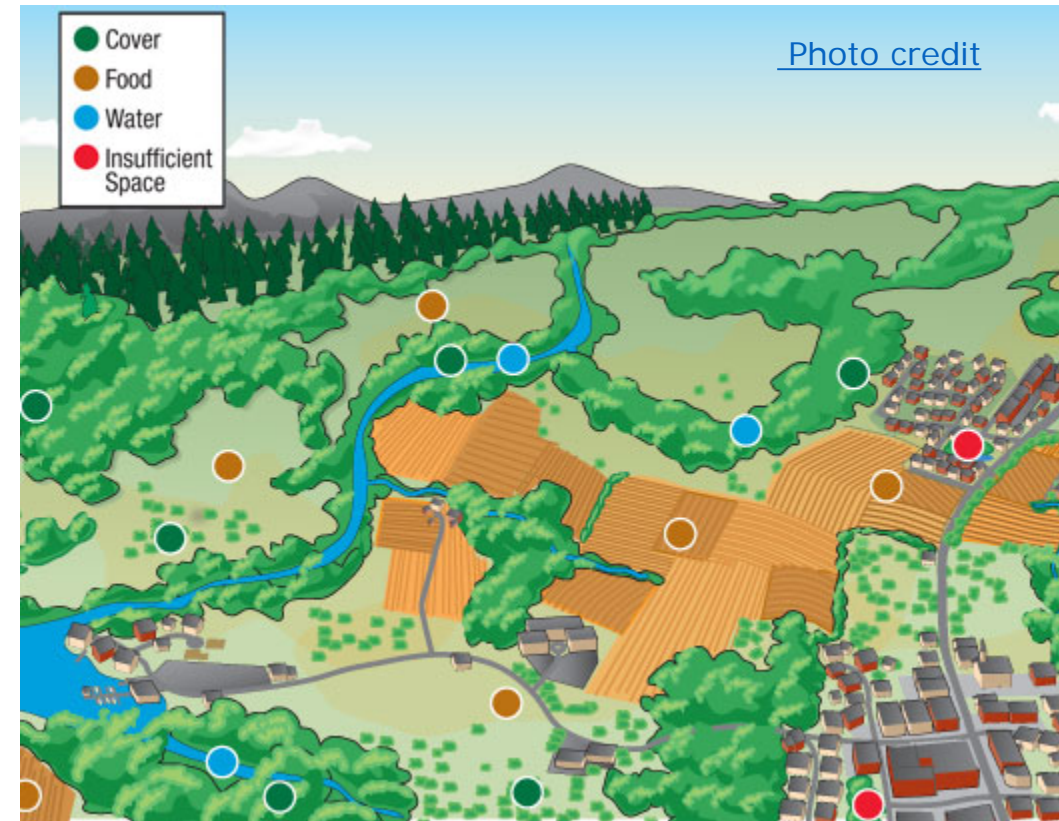 Cover
Food
Water
Insufficient
Space
Photo credit